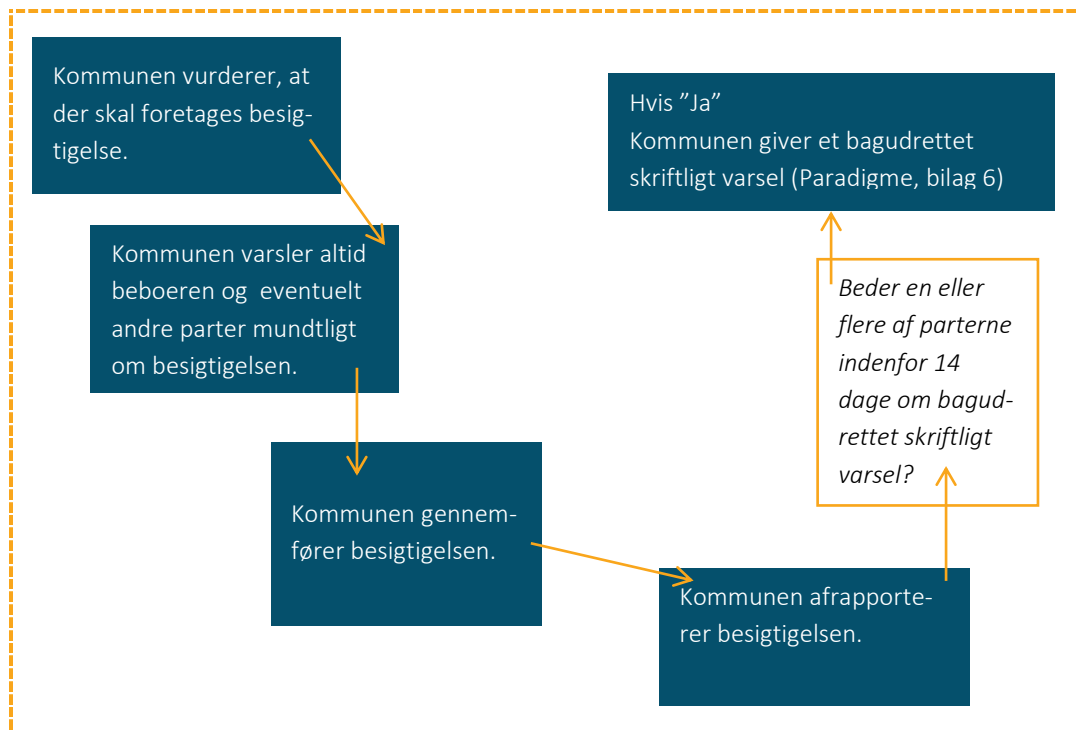 Kommunen vurderer, at
der skal foretages besig-
tigelse.
Kommunen varsler altid
beboeren og  eventuelt
andre parter mundtligt
om besigtigelsen.
Kommunen gennem-
fører besigtigelsen.
Kommunen afrapporte-
rer besigtigelsen.
Beder en eller
flere af parterne
indenfor 14
dage om bagud-
rettet skriftligt
varsel?
Hvis ”Ja”
Kommunen giver et bagudrettet
skriftligt varsel (Paradigme, bilag 6)